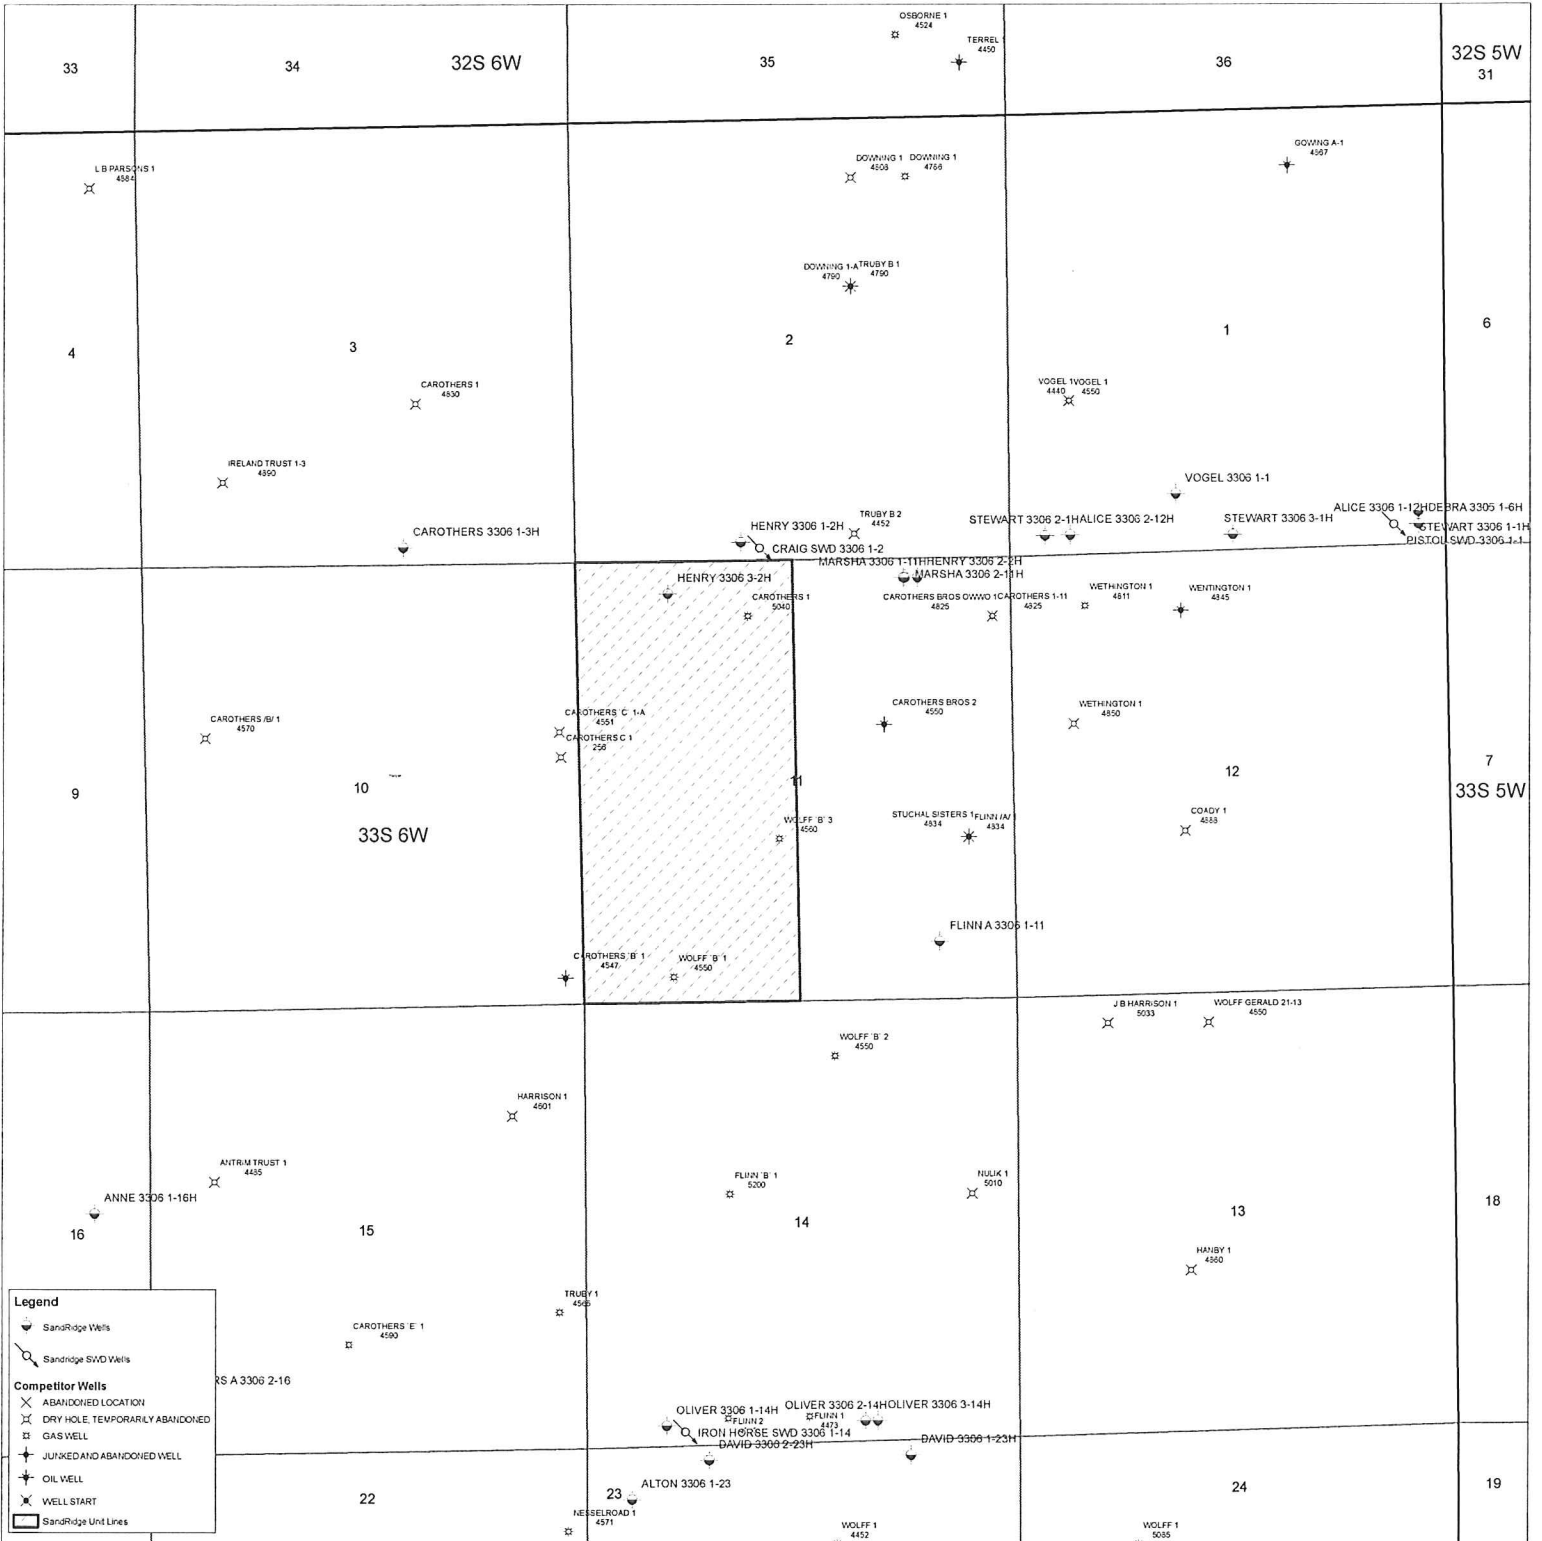 OSBORNE 1
4524
TERREL
4450
33
34
32S 6W
35
36
32S 5W
31
L B PARSONS 1
4584
DOWNING 1
DOWNING 1
4766
GOWING A-1
4567
DOWNING 1-A TRUBY B 1
4790 4790
4
3
2
1
6
CAROTHERS 1
4830
VOGEL 1 VOGEL 1
4440 4550
IRELAND TRUST 1-3
4890
VOGEL 3306 1-1
CAROTHERS 3306 1-3H
HENRY 3306 1-2H
TRUBY B 2
4452
STEWART 3306 2-1H ALICE 3306 2-12H
STEWART 3306 3-1H
ALICE 3306 1-12H DEBRA 3305 1-6H
STEWART 3306 1-1H
PISTOL SWD 3306 1-1
CRAIG SWD 3306 1-2
MARSHA 3306 1-11H HENRY 3306 2-2H
MARSHA 3306 2-11H
HENRY 3306 3-2H
CAROTHERS 1
5040
CAROTHERS BROS OWWO 1 CAROTHERS 1-11
4825 4825
WETHINGTON 1
4811
WENTINGTON 1
4845
CAROTHERS /B/ 1
4570
CAROTHERS 'C' 1-A
4551
CAROTHERS C 1
256
CAROTHERS BROS 2
4550
WETHINGTON 1
4850
9
10
11
12
7
33S 5W
33S 6W
WOLFF 'B' 3
4560
STUCHAL SISTERS 1 FLINN /A/
4834 4834
COADY 1
FLINN A 3306 1-11
CAROTHERS 'B' 1
4547
WOLFF 'B' 1
4550
J B HARRISON 1
5033
WOLFF GERALD 21-13
4550
WOLFF 'B' 2
4550
HARRISON 1
4601
ANTRIM TRUST 1
4485
FLINN 'B' 1
5200
NULIK 1
5010
ANNE 3306 1-16H
16
15
14
13
18
HANBY 1
4860
TRUBY 1
4565
CAROTHERS 'E' 1
4590
RS A 3306 2-16
OLIVER 3306 1-14H
FLINN 2
OLIVER 3306 2-14H OLIVER 3306 3-14H
FLINN 1
4473
IRON HORSE SWD 3306 1-14
DAVID 3306 2-23H
DAVID 3306 1-23H
ALTON 3306 1-23
22
23
24
19
NESSELROAD 1
4571
WOLFF 1
4452
WOLFF 1
5085
Legend
SandRidge Wells
Sandridge SWD Wells
Competitor Wells
ABANDONED LOCATION
DRY HOLE, TEMPORARILY ABANDONED
GAS WELL
JUNKED AND ABANDONED WELL
OIL WELL
WELL START
SandRidge Unit Lines